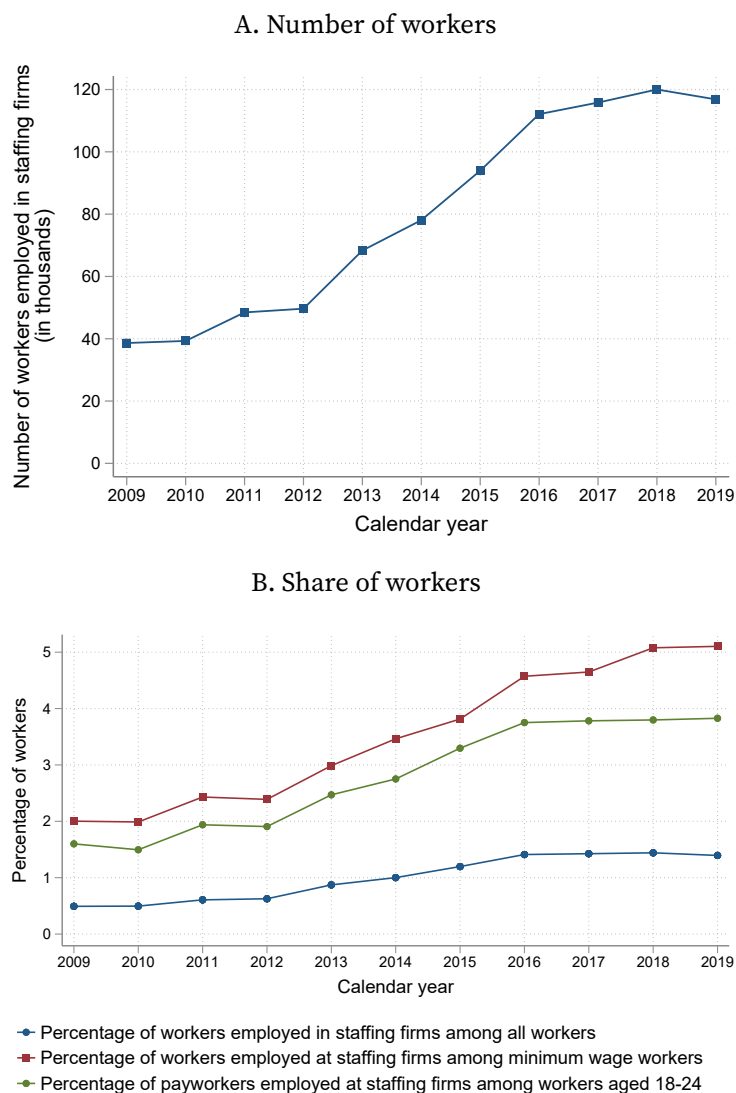 A. Number of workers
Number of workers employed in staffing firms
(in thousands)
120
100
80
60
40
20
0
2009 2010 2011 2012 2013 2014 2015 2016 2017 2018 2019
Calendar year
B. Share of workers
Percentage of workers
5
4
3
2
1
0
2009 2010 2011 2012 2013 2014 2015 2016 2017 2018 2019
Calendar year
Percentage of workers employed in staffing firms among all workers
Percentage of workers employed at staffing firms among minimum wage workers
Percentage of payworkers employed at staffing firms among workers aged 18-24